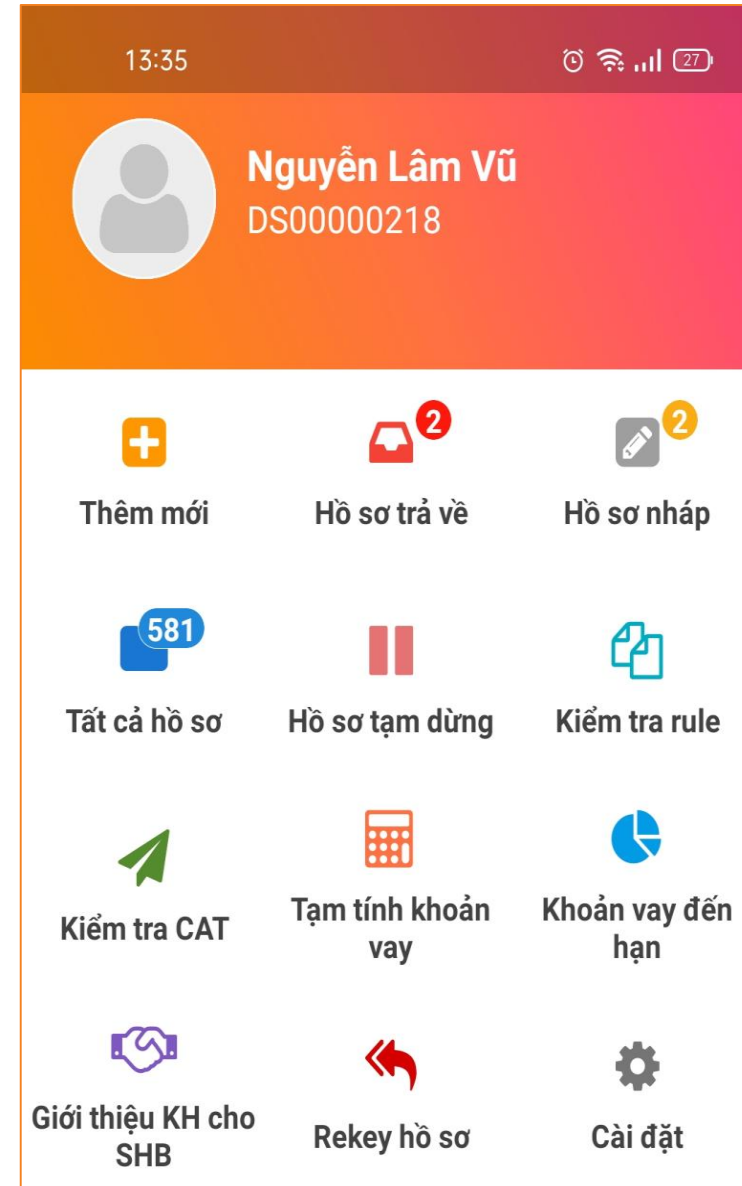 13:35
27
Nguyễn Lâm Vũ
DS00000218
2
2
Thêm mới
Hồ sơ trả về
Hồ sơ nháp
581
Tất cả hồ sơ
Hồ sơ tạm dừng
Kiểm tra rule
Kiểm tra CAT
Tạm tính khoản
vay
Khoản vay đến
hạn
Giới thiệu KH cho
SHB
Rekey hồ sơ
Cài đặt